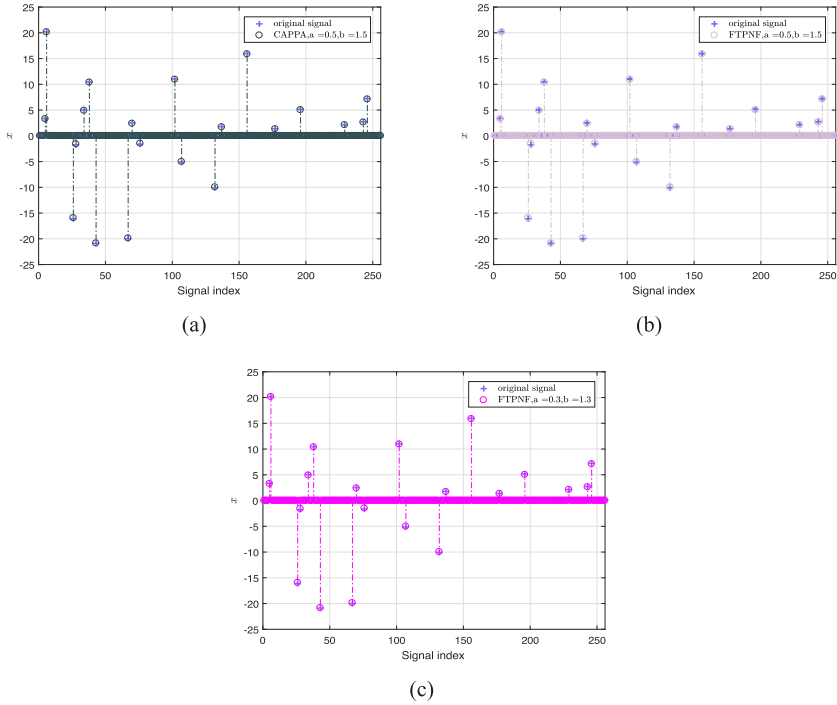 25
20
15
10
5
0
-5
-10
-15
-20
-25
x
original signal
CAPPA,a =0.5,b =1.5
0 50 100 150 200 250
Signal index
(a)
25
20
15
10
5
0
-5
-10
-15
-20
-25
x
original signal
FTPNF,a =0.5,b =1.5
0 50 100 150 200 250
Signal index
(b)
25
20
15
10
5
0
-5
-10
-15
-20
-25
x
original signal
FTPNF,a =0.3,b =1.3
0 50 100 150 200 250
Signal index
(c)